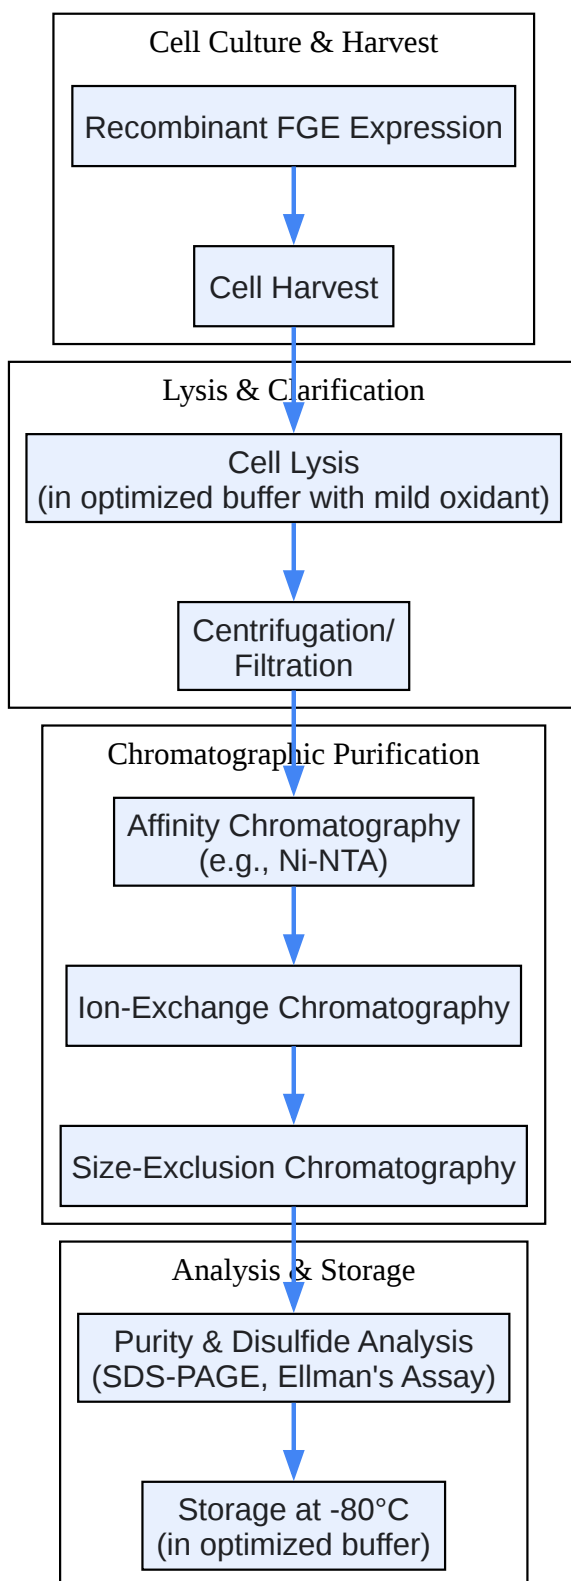 Cell Culture & Harvest
Recombinant FGE Expression
Cell Harvest
Lysis & Clarification
Cell Lysis
(in optimized buffer with mild oxidant)
Centrifugation/
Filtration
Chromatographic Purification
Affinity Chromatography
(e.g., Ni-NTA)
Ion-Exchange Chromatography
Size-Exclusion Chromatography
Analysis & Storage
Purity & Disulfide Analysis
(SDS-PAGE, Ellman's Assay)
Storage at -80°C
(in optimized buffer)